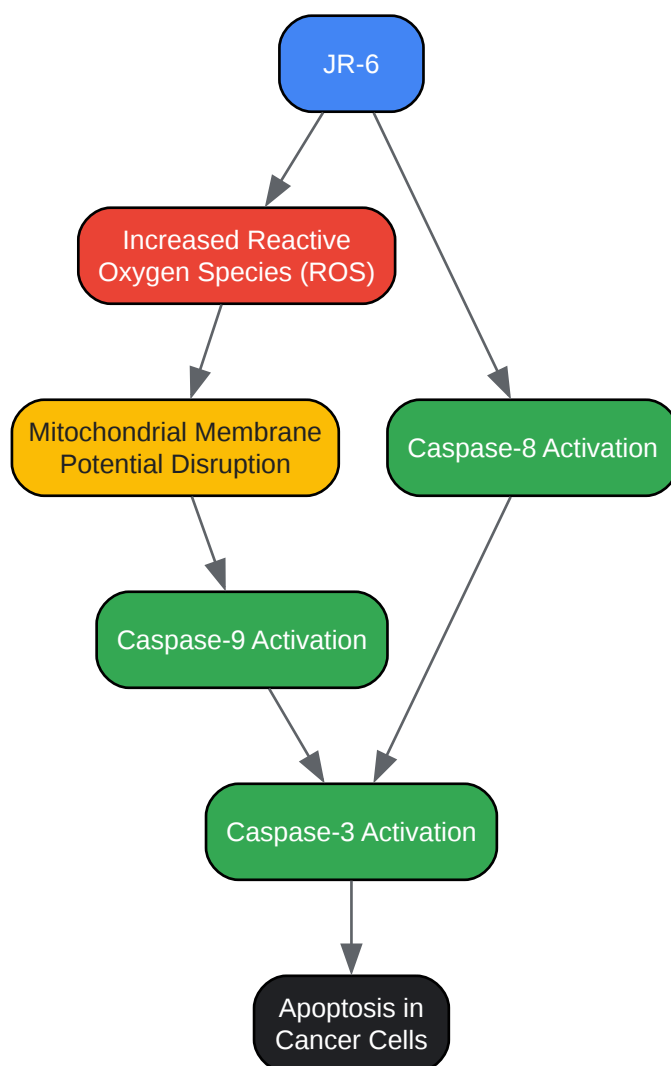 JR-6
Increased Reactive
Oxygen Species (ROS)
Mitochondrial Membrane
Potential Disruption
Caspase-8 Activation
Caspase-9 Activation
Caspase-3 Activation
Apoptosis in
Cancer Cells